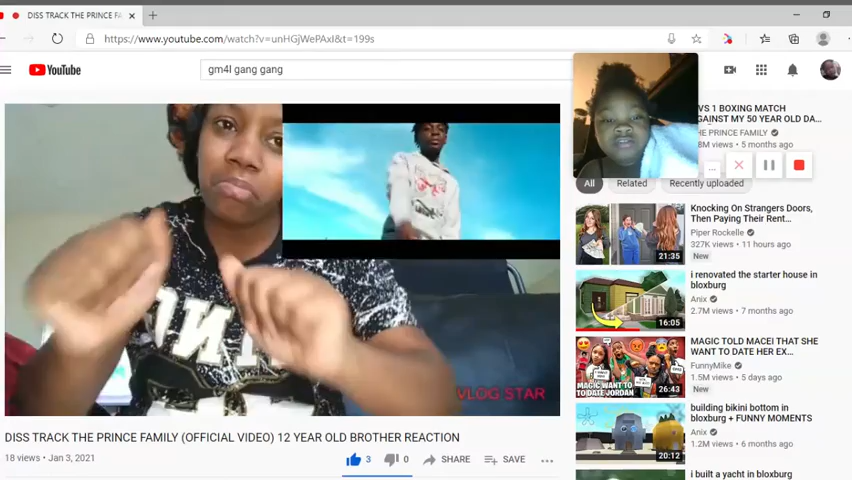 DISS TRACK THE PRINCE FAMILY
https://www.youtube.com/watch?v=unHGjWePAxI&t=199s
YouTube
gm4l gang gang
VS 1 BOXING MATCH
AGAINST MY 50 YEAR OLD DA...
THE PRINCE FAMILY
8M views • 5 months ago
All Related Recently uploaded
Knocking On Strangers Doors,
Then Paying Their Rent...
Piper Rockelle
327K views • 11 hours ago
New
21:35
i renovated the starter house in
bloxburg
Anix
2.7M views • 7 months ago
16:05
MAGIC TOLD MACEI THAT SHE
WANT TO DATE HER EX...
FunnyMike
1.5M views • 5 days ago
New
MAGIC WANT TO
TO DATE JORDAN
26:43
building bikini bottom in
bloxburg + FUNNY MOMENTS
Anix
1.2M views • 6 months ago
20:12
i built a yacht in bloxburg
VLOG STAR
DISS TRACK THE PRINCE FAMILY (OFFICIAL VIDEO) 12 YEAR OLD BROTHER REACTION
18 views • Jan 3, 2021
3 0 SHARE SAVE